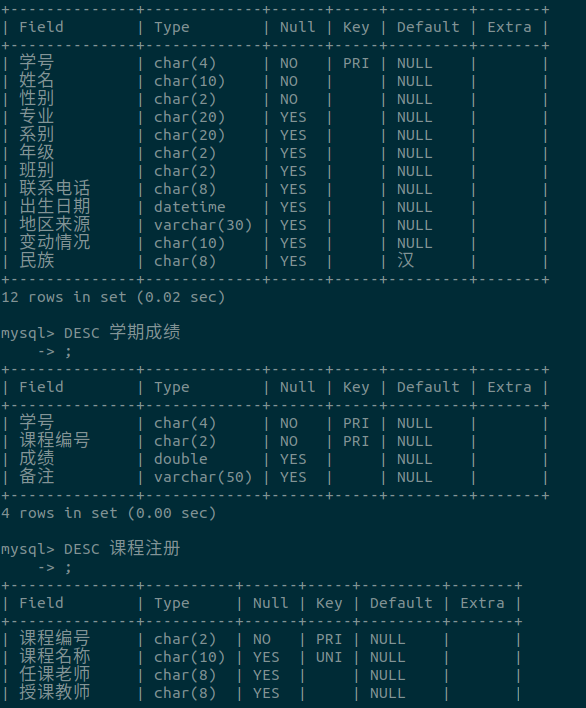 +--------------+-------------+------+-----+---------+-------+
| Field        | Type        | Null | Key | Default | Extra |
+--------------+-------------+------+-----+---------+-------+
| 学号         | char(4)     | NO   | PRI | NULL    |       |
| 姓名         | char(10)    | NO   |     | NULL    |       |
| 性别         | char(2)     | NO   |     | NULL    |       |
| 专业         | char(20)    | YES  |     | NULL    |       |
| 系别         | char(20)    | YES  |     | NULL    |       |
| 年级         | char(2)     | YES  |     | NULL    |       |
| 班别         | char(2)     | YES  |     | NULL    |       |
| 联系电话     | char(8)     | YES  |     | NULL    |       |
| 出生日期     | datetime    | YES  |     | NULL    |       |
| 地区来源     | varchar(30) | YES  |     | NULL    |       |
| 变动情况     | char(10)    | YES  |     | NULL    |       |
| 民族         | char(8)     | YES  |     | 汉      |       |
+--------------+-------------+------+-----+---------+-------+
12 rows in set (0.02 sec)
mysql> DESC 学期成绩
    -> ;
+--------------+-------------+------+-----+---------+-------+
| Field        | Type        | Null | Key | Default | Extra |
+--------------+-------------+------+-----+---------+-------+
| 学号         | char(4)     | NO   | PRI | NULL    |       |
| 课程编号     | char(2)     | NO   | PRI | NULL    |       |
| 成绩         | double      | YES  |     | NULL    |       |
| 备注         | varchar(50) | YES  |     | NULL    |       |
+--------------+-------------+------+-----+---------+-------+
4 rows in set (0.00 sec)
mysql> DESC 课程注册
    -> ;
+--------------+----------+------+-----+---------+-------+
| Field        | Type     | Null | Key | Default | Extra |
+--------------+----------+------+-----+---------+-------+
| 课程编号     | char(2)  | NO   | PRI | NULL    |       |
| 课程名称     | char(10) | YES  | UNI | NULL    |       |
| 任课老师     | char(8)  | YES  |     | NULL    |       |
| 授课教师     | char(8)  | YES  |     | NULL    |       |